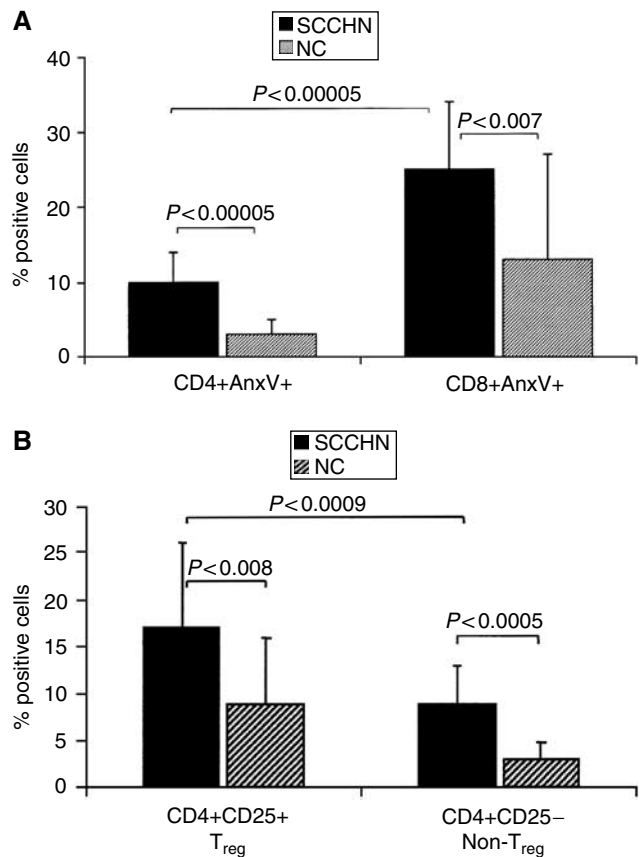 A
SCCHN
NC
40
30
20
10
0
% positive cells
P<0.00005
P<0.007
P<0.00005
CD4+AnxV+ CD8+AnxV+
B
SCCHN
NC
30
25
20
15
10
5
0
% positive cells
P<0.0009
P<0.008
P<0.0005
CD4+CD25+ CD4+CD25−
Treg Non-Treg